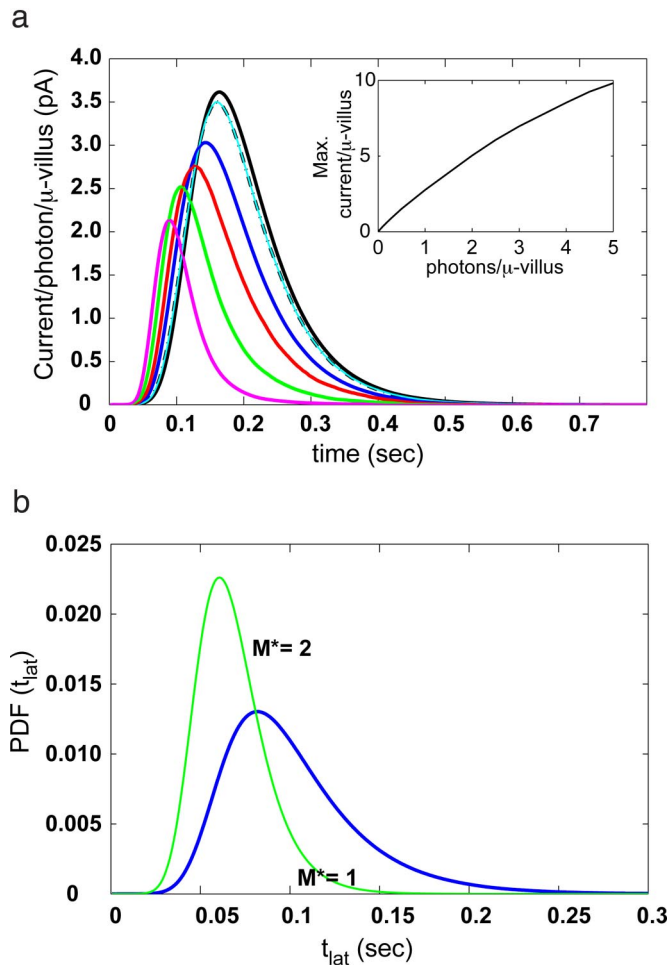 a
4.0
3.5
3.0
2.5
2.0
1.5
1.0
0.5
0
Current/photon/μ-villus (pA)
0 0.1 0.2 0.3 0.4 0.5 0.6 0.7
time (sec)
10
5
0
Max.
current/μ-villus
0 1 2 3 4 5
photons/μ-villus
b
0.025
0.020
0.015
0.010
0.005
0
PDF (t_lat)
M*= 2
M*= 1
0 0.05 0.1 0.15 0.2 0.25 0.3
t_lat (sec)